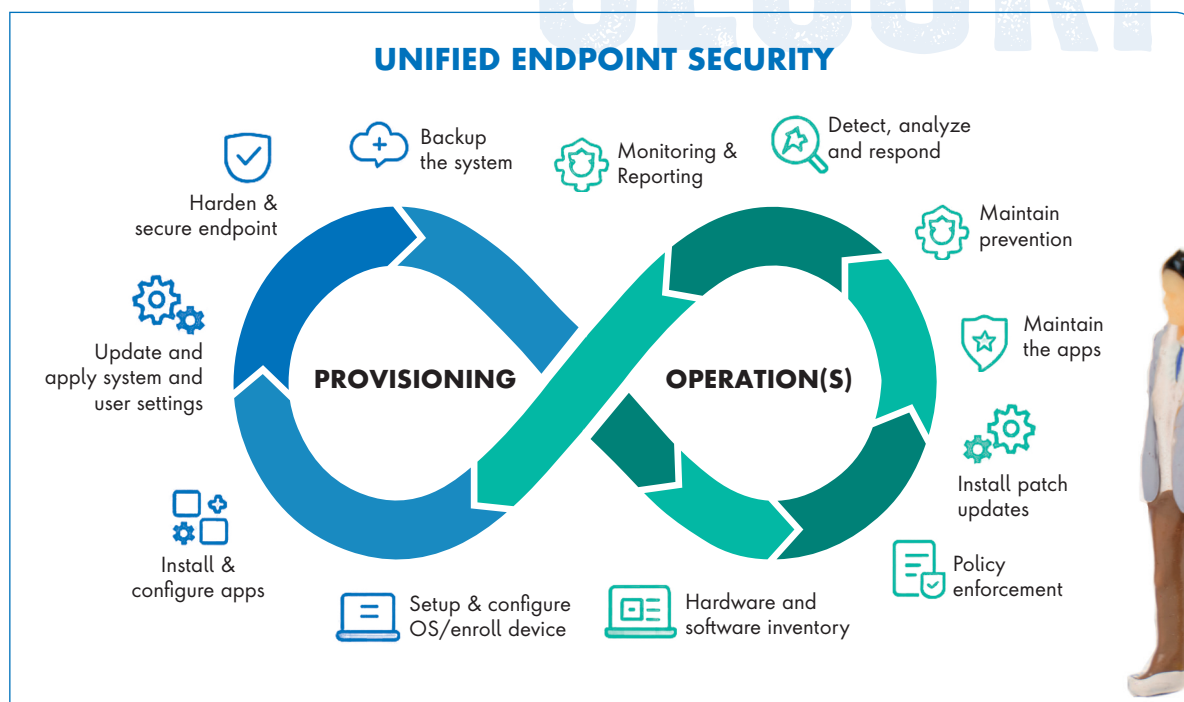 UNIFIED ENDPOINT SECURITY
Backup
the system
Monitoring &
Reporting
Detect, analyze
and respond
Harden &
secure endpoint
Maintain
prevention
Update and
apply system and
user settings
Maintain
the apps
PROVISIONING
OPERATION(S)
Install patch
updates
Install &
configure apps
Policy
enforcement
Setup & configure
OS/enroll device
Hardware and
software inventory